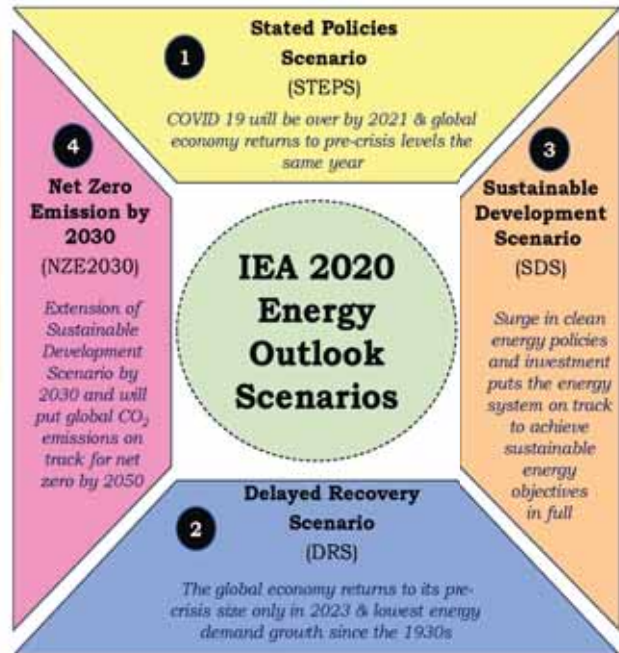 1
Stated Policies
Scenario
(STEPS)
COVID 19 will be over by 2021 & global
economy returns to pre-crisis levels the
same year
4
Net Zero
Emission by
2030
(NZE2030)
Extension of
Sustainable
Development
Scenario by
2030 and will
put global CO₂
emissions on
track for net
zero by 2050
IEA 2020
Energy
Outlook
Scenarios
3
Sustainable
Development
Scenario
(SDS)
Surge in clean
energy policies
and investment
puts the energy
system on track
to achieve
sustainable
energy
objectives
in full
2
Delayed Recovery
Scenario
(DRS)
The global economy returns to its pre-
crisis size only in 2023 & lowest energy
demand growth since the 1930s